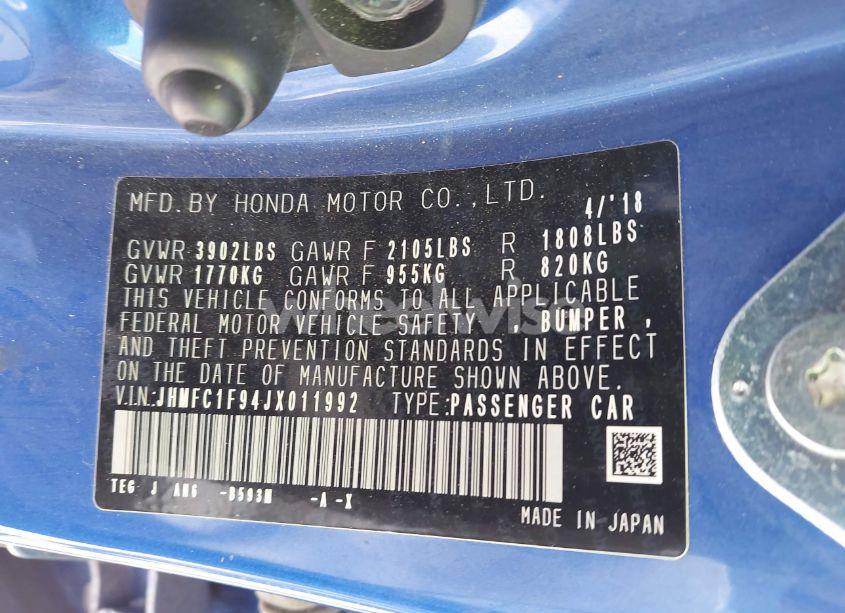 MFD. BY HONDA MOTOR CO., LTD. 4/'18
GVWR 3902LBS GAWR F 2105LBS R 1808LBS
GVWR 1770KG GAWR F 955KG R 820KG
THIS VEHICLE CONFORMS TO ALL APPLICABLE
FEDERAL MOTOR VEHICLE SAFETY , BUMPER ,
AND THEFT PREVENTION STANDARDS IN EFFECT
ON THE DATE OF MANUFACTURE SHOWN ABOVE.
V.I.N.:JHMFC1F94JX011992 TYPE:PASSENGER CAR
TEG J AN6 -B593M -A -X
MADE IN JAPAN
wheelwise